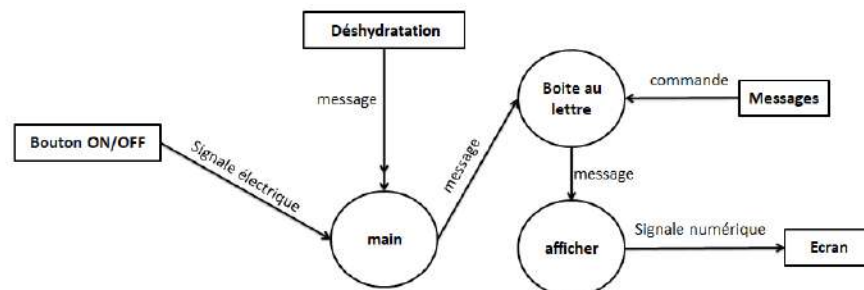 Déshydratation
message
Bouton ON/OFF
Signale électrique
main
message
Boite au
lettre
commande
Messages
message
afficher
Signale numérique
Ecran